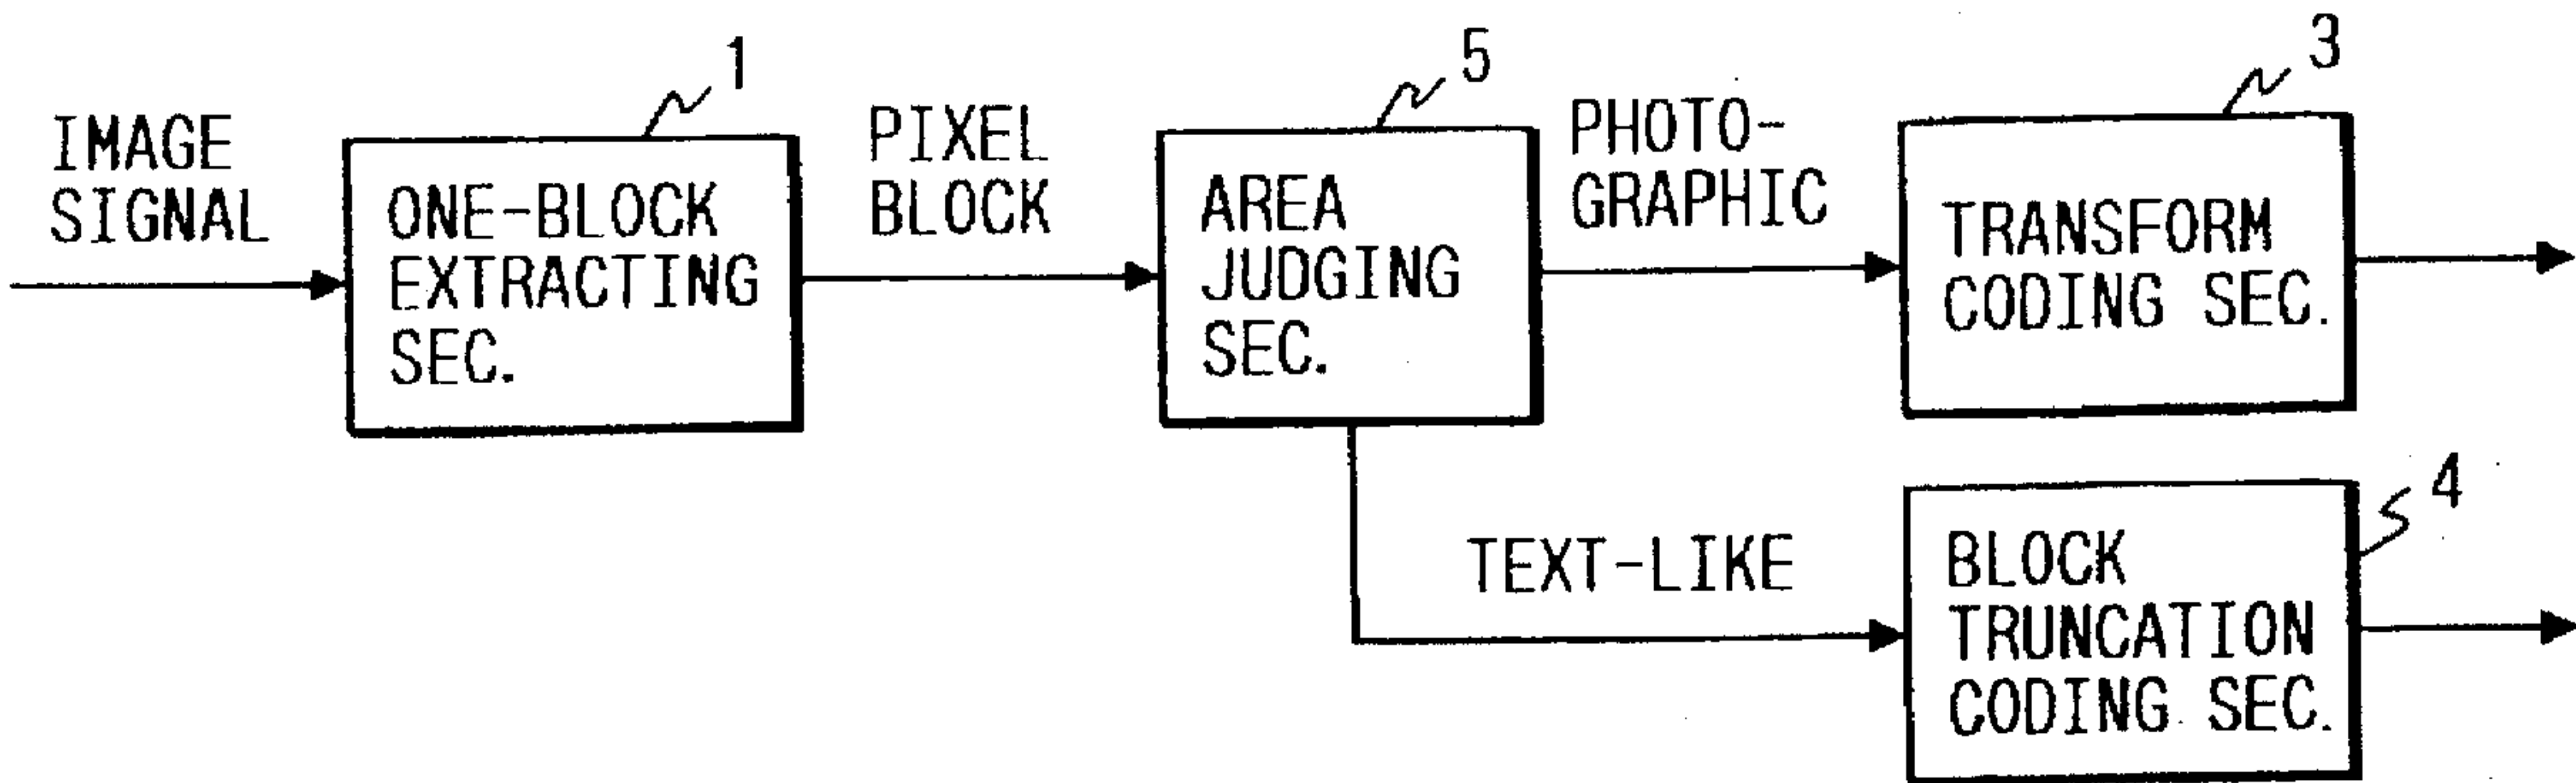 1
5
3
IMAGE
SIGNAL
ONE-BLOCK
EXTRACTING
SEC.
PIXEL
BLOCK
AREA
JUDGING
SEC.
PHOTO-
GRAPHIC
TRANSFORM
CODING SEC.
TEXT-LIKE
4
BLOCK
TRUNCATION
CODING SEC.